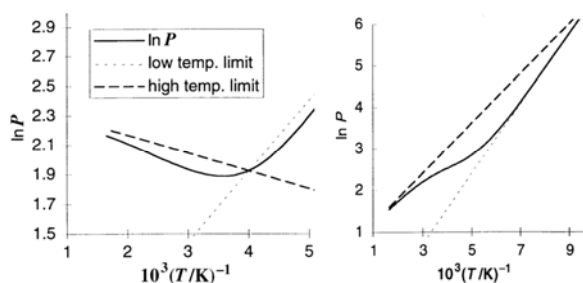 2.9
2.7
2.5
2.3
2.1
1.9
1.7
1.5
ln P
ln P
low temp. limit
high temp. limit
1 2 3 4 5
10³(T/K)⁻¹
6
5
4
3
2
1
ln P
1 3 5 7 9
10³(T/K)⁻¹